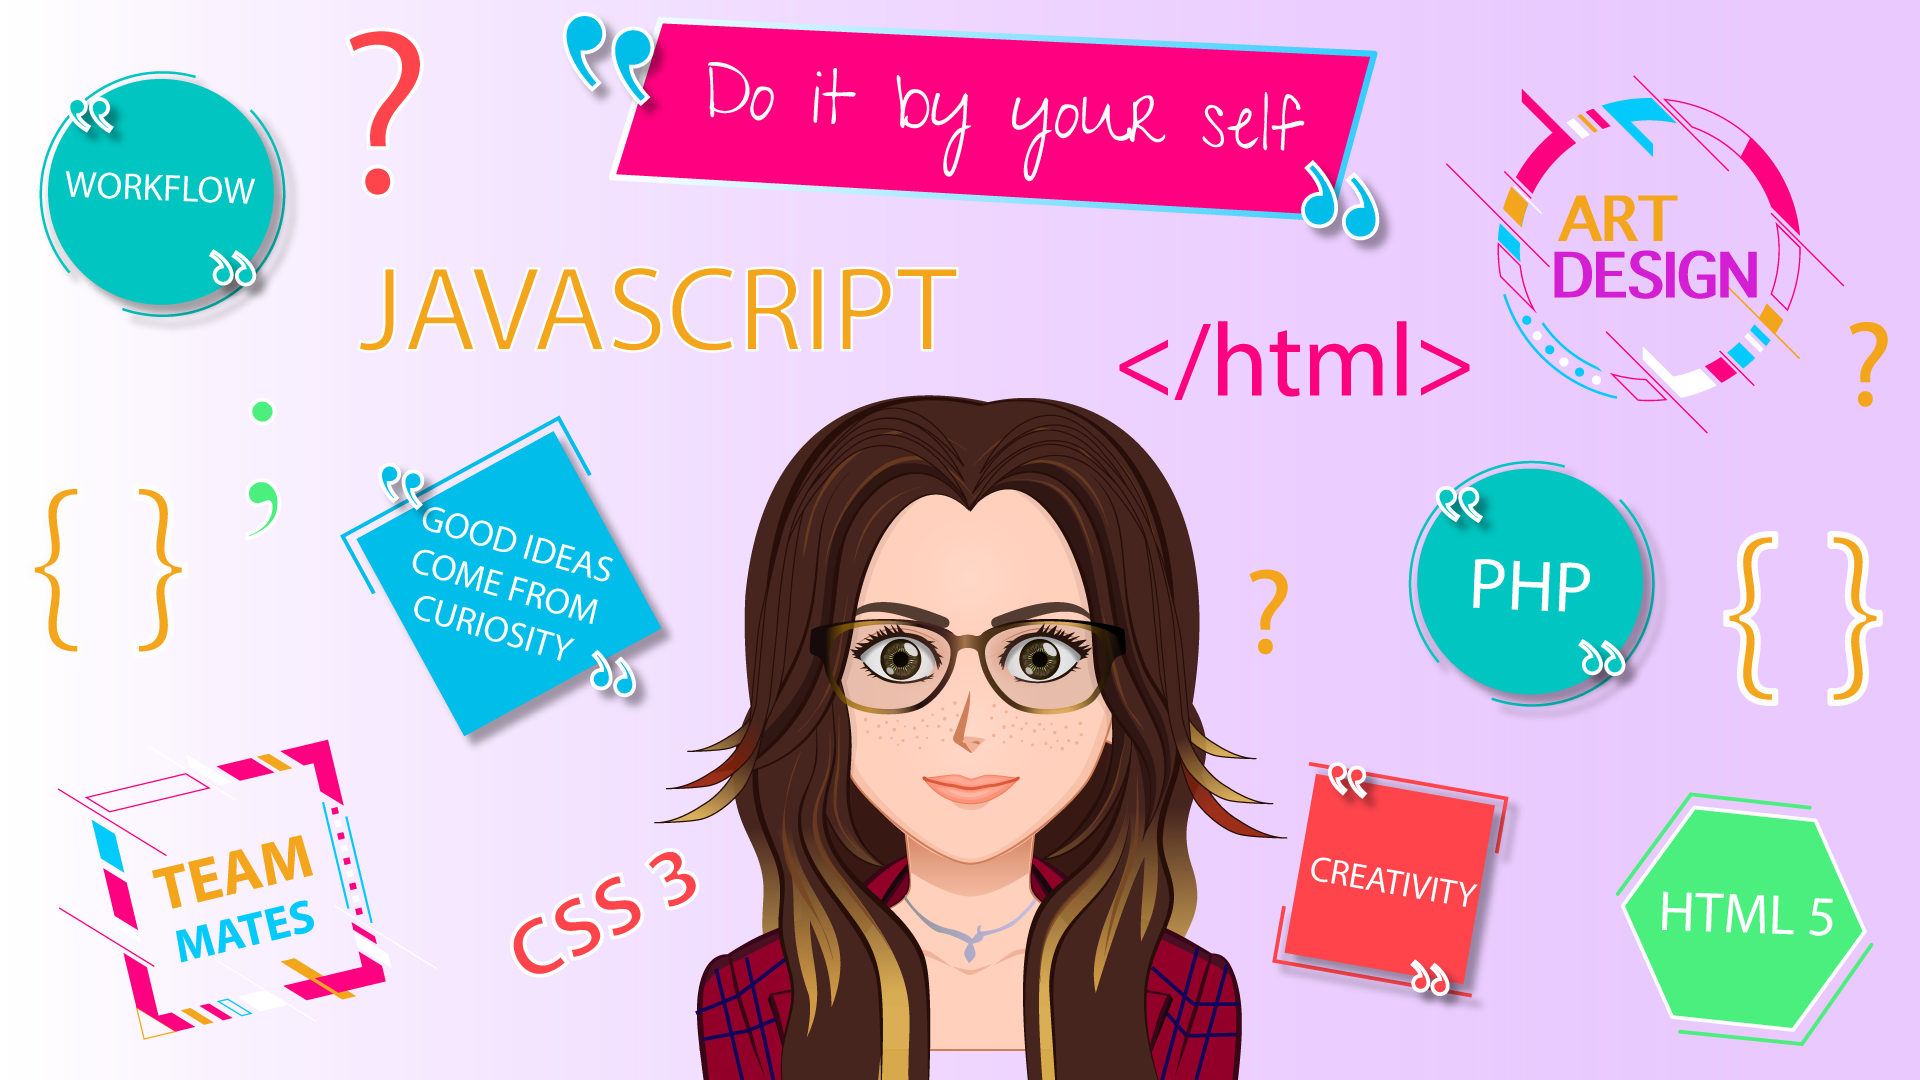 WORKFLOW
?
“ Do it by your self ”
ART
DESIGN
JAVASCRIPT
</html>
?
;
{ }
“ GOOD IDEAS
COME FROM
CURIOSITY ”
?
PHP
{ }
TEAM
MATES
CSS 3
CREATIVITY
HTML 5